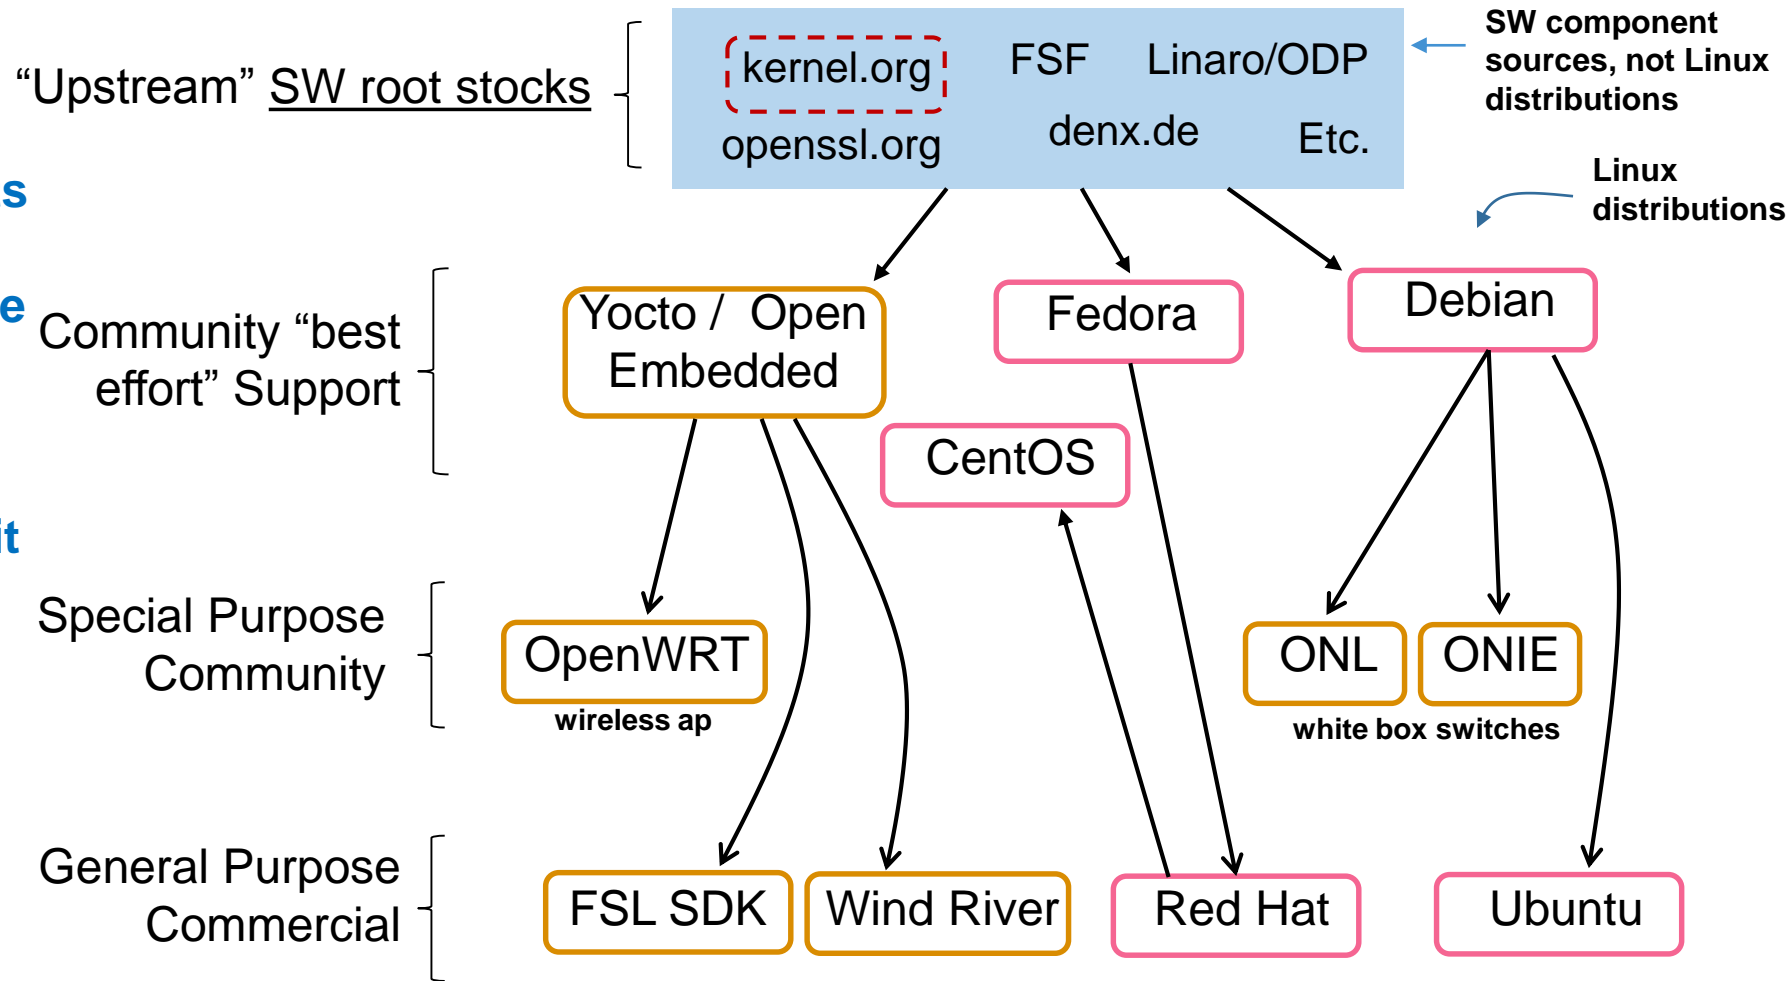 “Upstream” SW root stocks
kernel.org
FSF
Linaro/ODP
openssl.org
denx.de
Etc.
SW component
sources, not Linux
distributions
Linux
distributions
Community “best
effort” Support
Yocto / Open
Embedded
Fedora
Debian
CentOS
it
Special Purpose
Community
OpenWRT
wireless ap
ONL
ONIE
white box switches
General Purpose
Commercial
FSL SDK
Wind River
Red Hat
Ubuntu